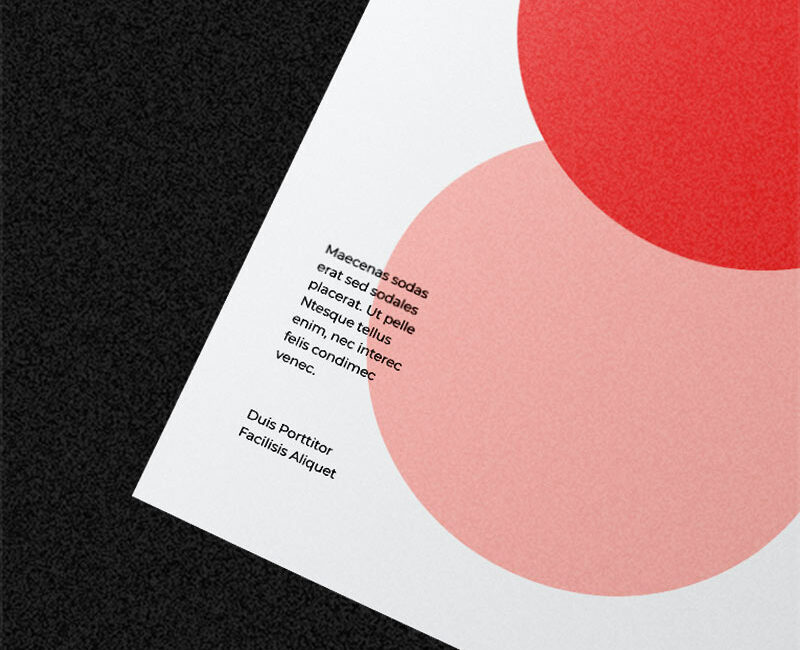 Maecenas sodas
erat sed sodales
placerat. Ut pelle
Ntesque tellus
enim, nec interec
felis condimec
venec.
Duis Porttitor
Facilisis Aliquet